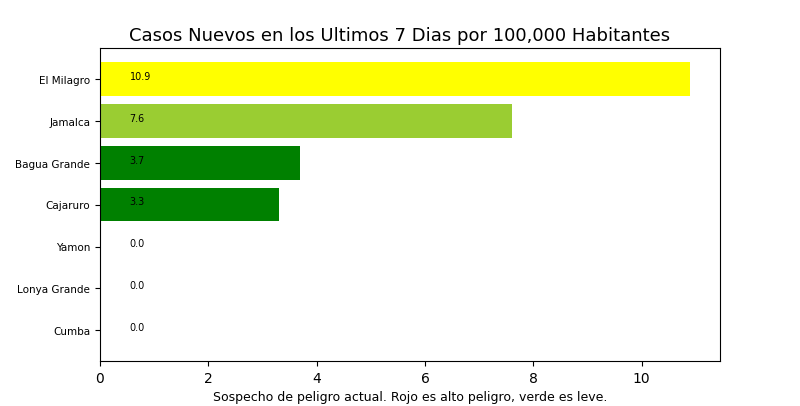 Casos Nuevos en los Ultimos 7 Dias por 100,000 Habitantes
El Milagro 10.9
Jamalca 7.6
Bagua Grande 3.7
Cajaruro 3.3
Yamon 0.0
Lonya Grande 0.0
Cumba 0.0
0 2 4 6 8 10
Sospecho de peligro actual. Rojo es alto peligro, verde es leve.